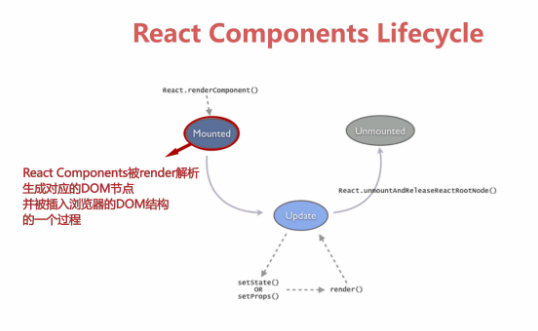 React Components Lifecycle
React.renderComponent()
Mounted
Unmounted
React Components被render解析
生成对应的DOM节点
并被插入浏览器的DOM结构
的一个过程
React.unmountAndReleaseReactRootNode()
Update
setState()
OR
setProps()
render()